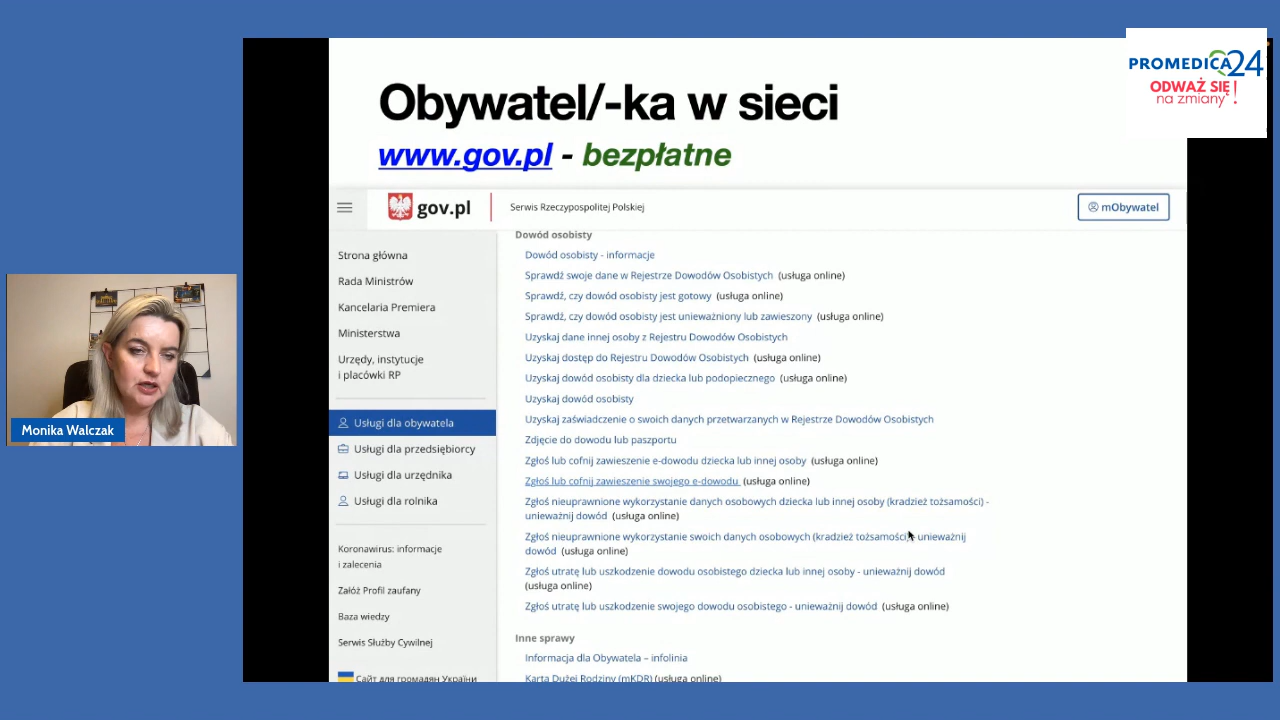 Obywatel/-ka w sieci
www.gov.pl - bezpłatne
PROMEDICA24
ODWAŻ SIĘ
na zmiany!
gov.pl
Serwis Rzeczypospolitej Polskiej
mObywatel
Strona główna
Rada Ministrów
Kancelaria Premiera
Ministerstwa
Urzędy, instytucje
i placówki RP
Usługi dla obywatela
Usługi dla przedsiębiorcy
Usługi dla urzędnika
Usługi dla rolnika
Koronawirus: informacje
i zalecenia
Załóż Profil zaufany
Baza wiedzy
Serwis Służby Cywilnej
Сайт для громадян України
Dowód osobisty
Dowód osobisty - informacje
Sprawdź swoje dane w Rejestrze Dowodów Osobistych (usługa online)
Sprawdź, czy dowód osobisty jest gotowy (usługa online)
Sprawdź, czy dowód osobisty jest unieważniony lub zawieszony (usługa online)
Uzyskaj dane innej osoby z Rejestru Dowodów Osobistych
Uzyskaj dostęp do Rejestru Dowodów Osobistych (usługa online)
Uzyskaj dowód osobisty dla dziecka lub podopiecznego (usługa online)
Uzyskaj dowód osobisty
Uzyskaj zaświadczenie o swoich danych przetwarzanych w Rejestrze Dowodów Osobistych
Zdjęcie do dowodu lub paszportu
Zgłoś lub cofnij zawieszenie e-dowodu dziecka lub innej osoby (usługa online)
Zgłoś lub cofnij zawieszenie swojego e-dowodu (usługa online)
Zgłoś nieuprawnione wykorzystanie danych osobowych dziecka lub innej osoby (kradzież tożsamości) -
unieważnij dowód (usługa online)
Zgłoś nieuprawnione wykorzystanie swoich danych osobowych (kradzież tożsamości) - unieważnij
dowód (usługa online)
Zgłoś utratę lub uszkodzenie dowodu osobistego dziecka lub innej osoby - unieważnij dowód
(usługa online)
Zgłoś utratę lub uszkodzenie swojego dowodu osobistego - unieważnij dowód (usługa online)
Inne sprawy
Informacja dla Obywatela – infolinia
Karta Dużej Rodziny (mKDR) (usługa online)
Monika Walczak